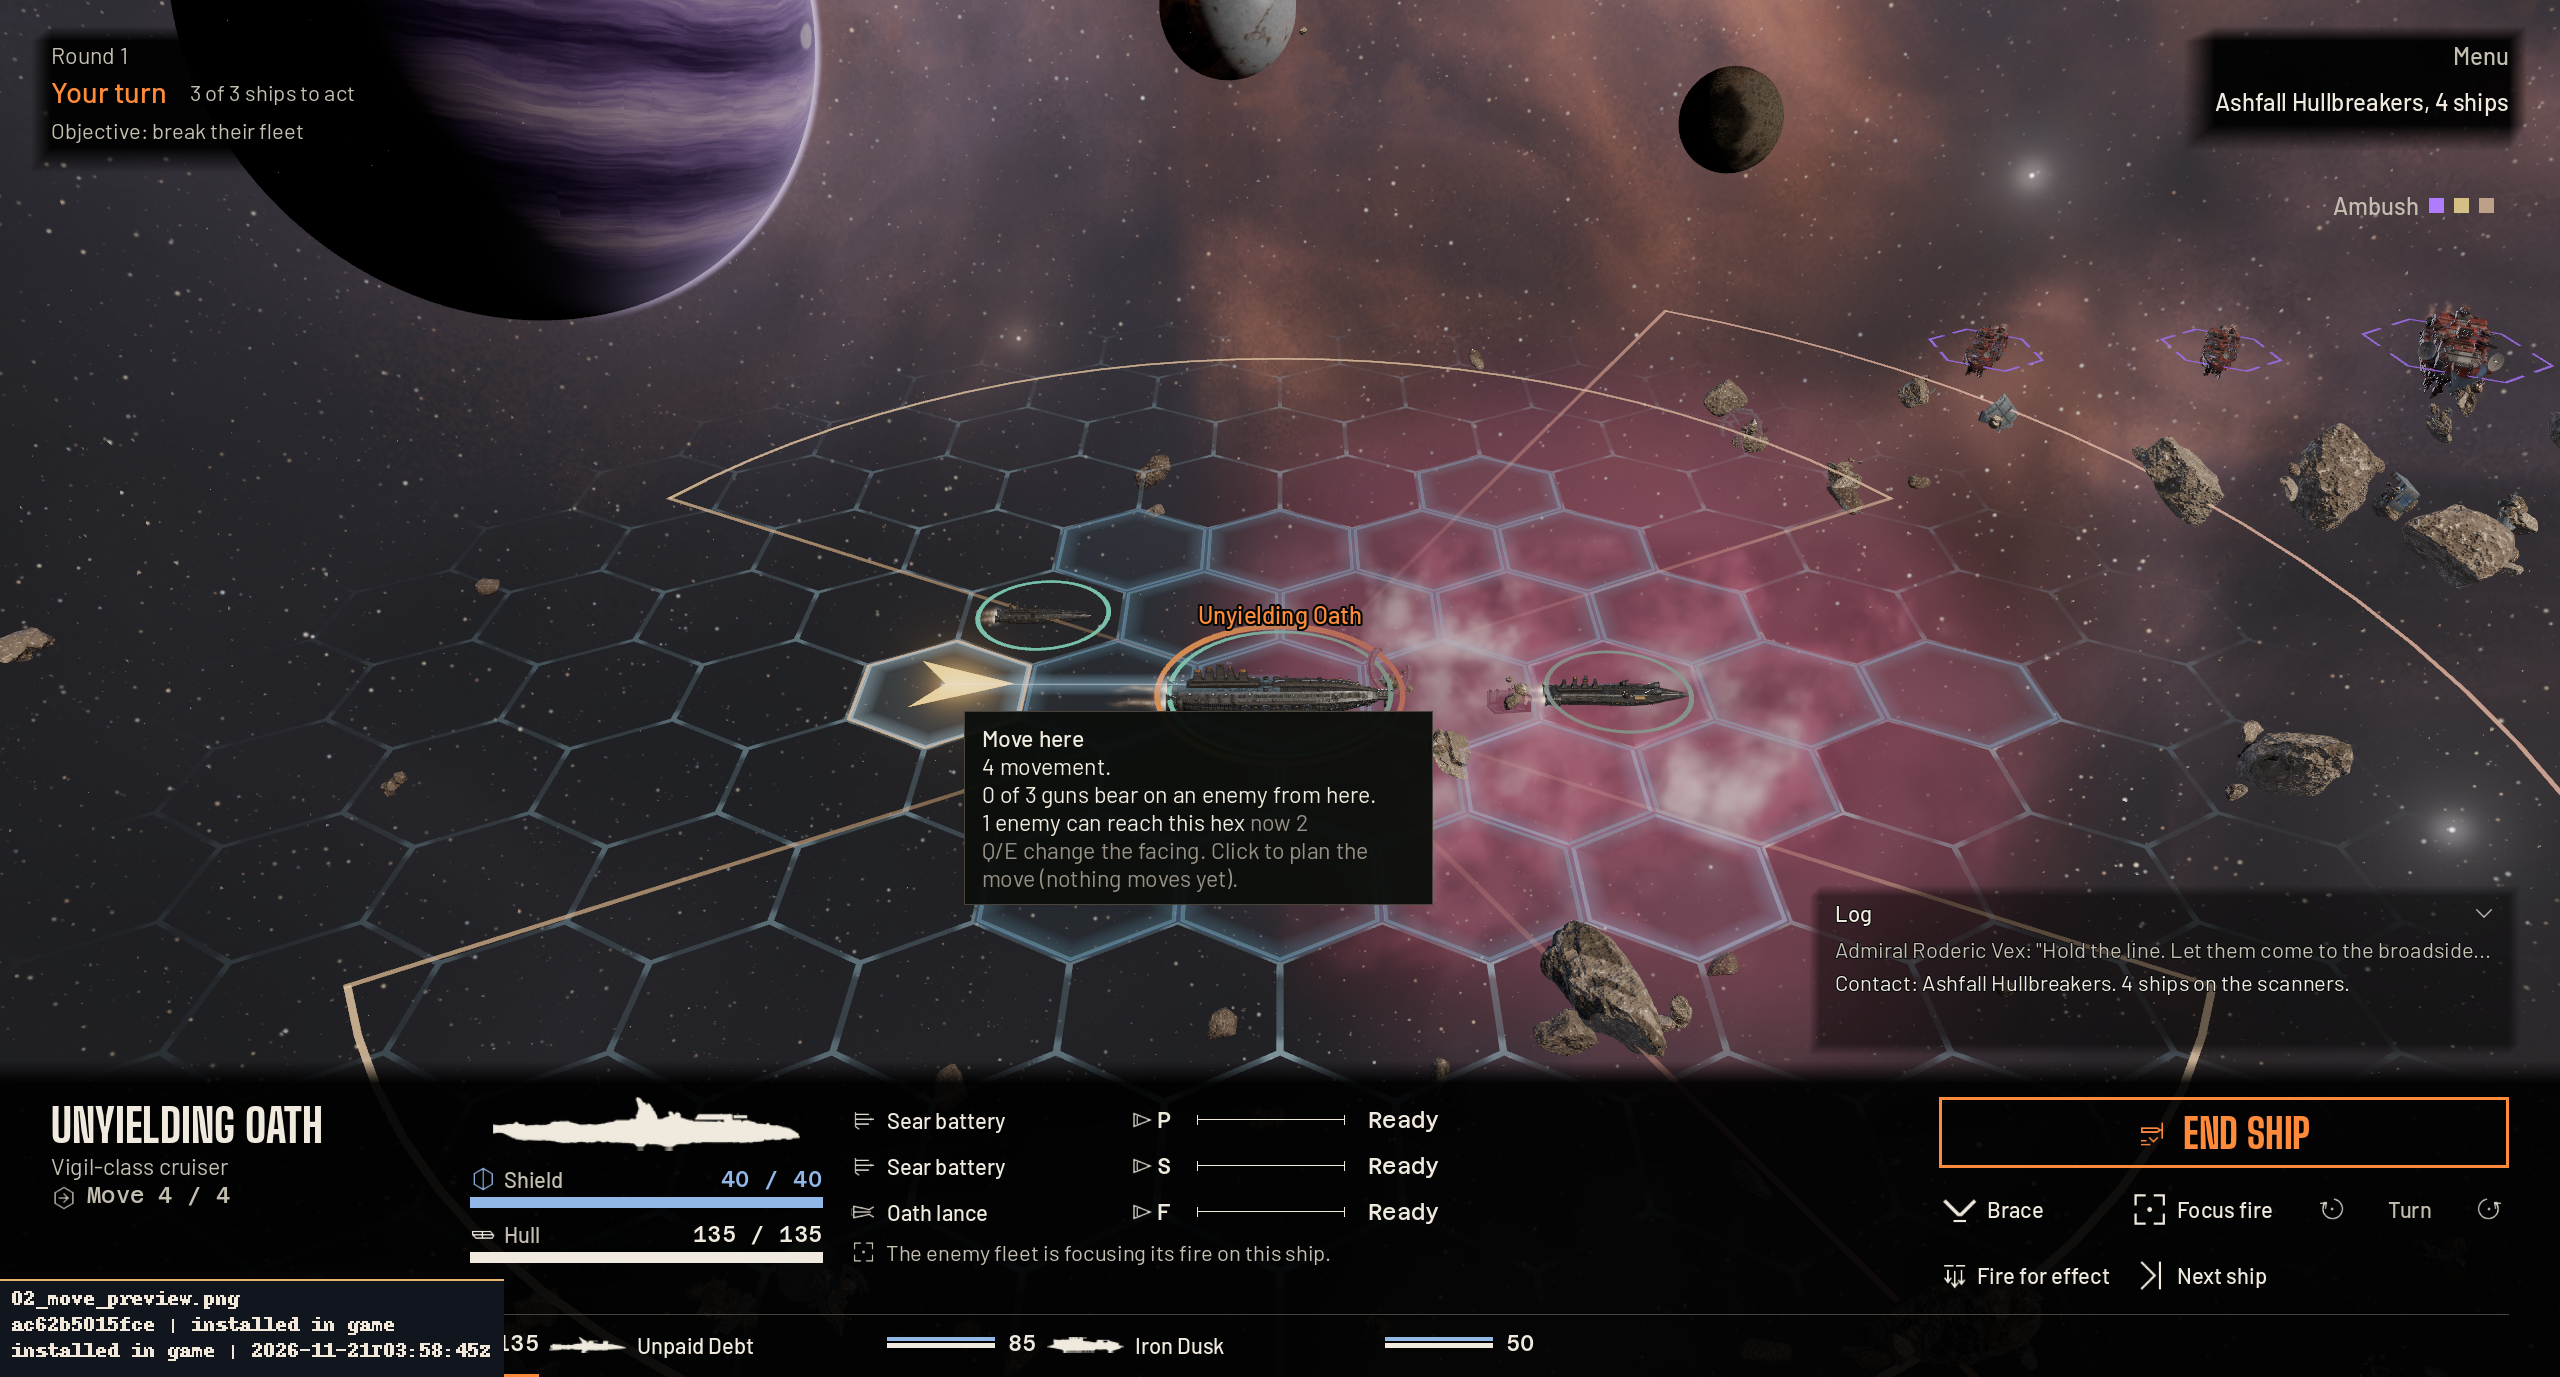 Round 1
Your turn 3 of 3 ships to act
Objective: break their fleet
Menu
Ashfall Hullbreakers, 4 ships
Ambush
Unyielding Oath
Move here
4 movement.
0 of 3 guns bear on an enemy from here.
1 enemy can reach this hex now 2
Q/E change the facing. Click to plan the
move (nothing moves yet).
Log
Admiral Roderic Vex: "Hold the line. Let them come to the broadside...
Contact: Ashfall Hullbreakers. 4 ships on the scanners.
UNYIELDING OATH
Vigil-class cruiser
Move 4 / 4
Shield 40 / 40
Hull 135 / 135
Sear battery P Ready
Sear battery S Ready
Oath lance F Ready
The enemy fleet is focusing its fire on this ship.
END SHIP
Brace Focus fire Turn
Fire for effect Next ship
135 Unpaid Debt 85 Iron Dusk 50
02_move_preview.png
ac62b5015fce | installed in game
installed in game | 2026-11-21T03:58:45Z